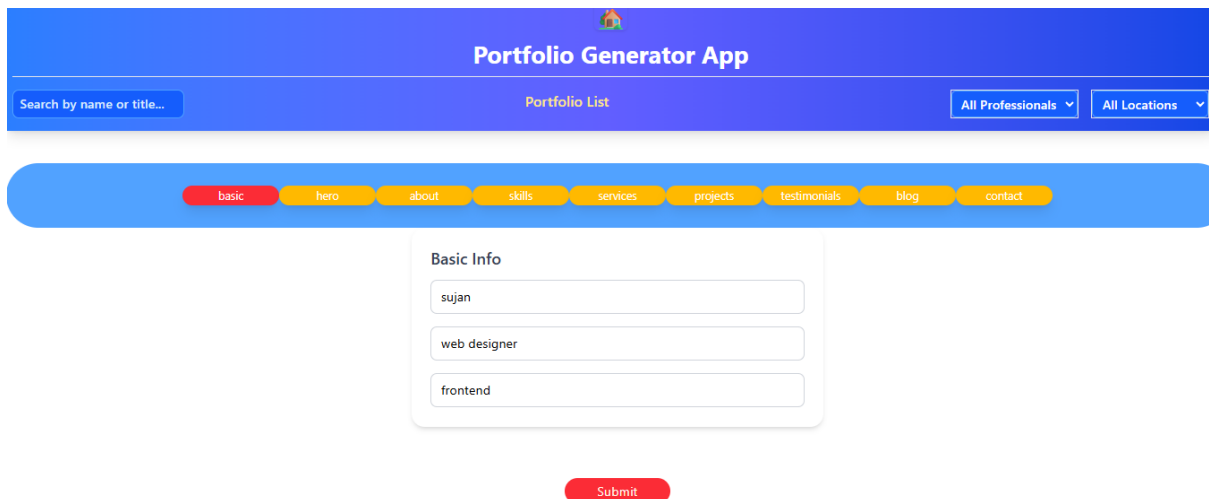 Portfolio Generator App
Search by name or title...
Portfolio List
All Professionals
All Locations
basic
hero
about
skills
services
projects
testimonials
blog
contact
Basic Info
sujan
web designer
frontend
Submit